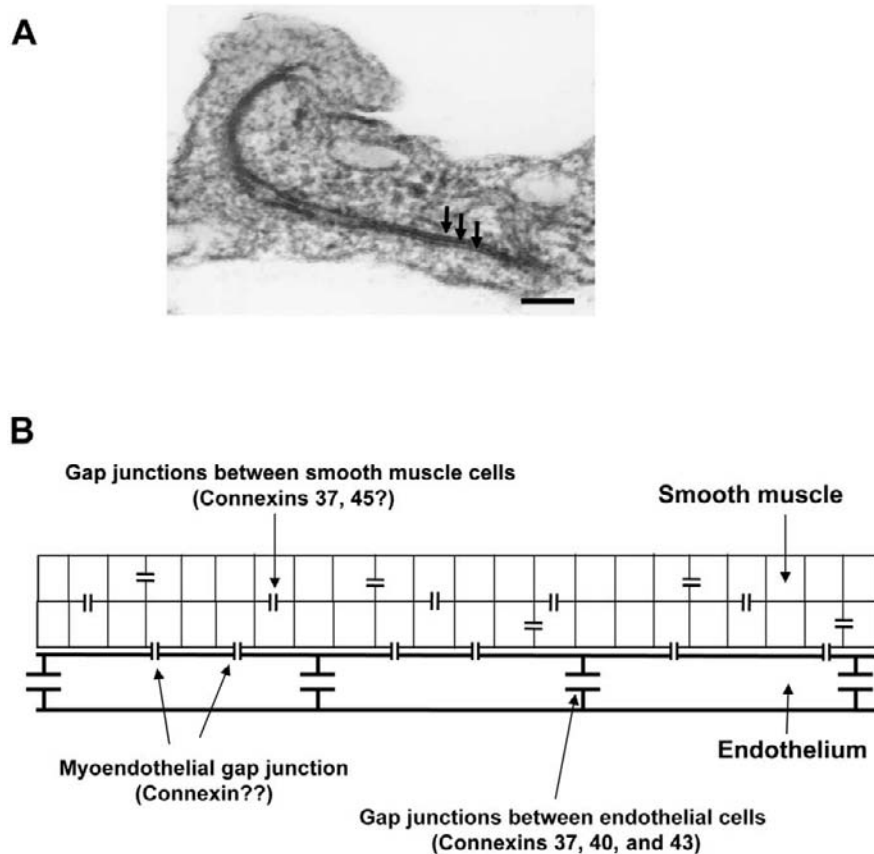 A
B
Gap junctions between smooth muscle cells
(Connexins 37, 45?)
Smooth muscle
Myoendothelial gap junction
(Connexin??)
Endothelium
Gap junctions between endothelial cells
(Connexins 37, 40, and 43)